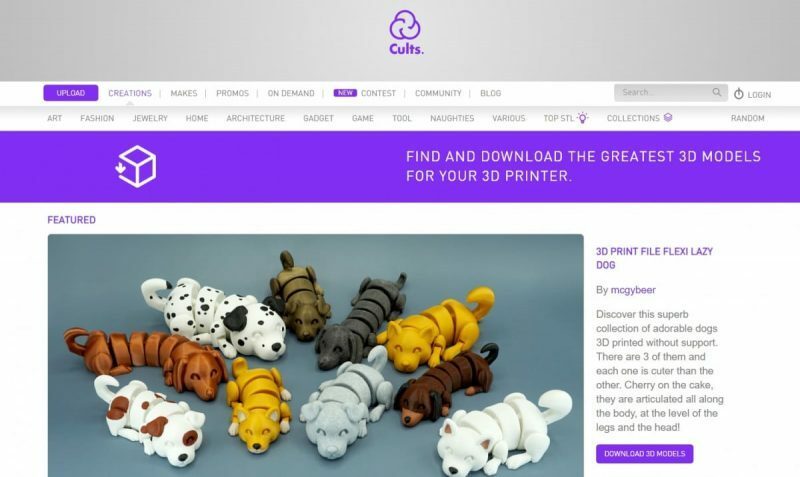 Cults.
UPLOAD CREATIONS | MAKES | PROMOS | ON DEMAND | NEW CONTEST | COMMUNITY | BLOG Search... LOGIN
ART FASHION JEWELRY HOME ARCHITECTURE GADGET GAME TOOL NAUGHTIES VARIOUS TOP STL COLLECTIONS RANDOM
FIND AND DOWNLOAD THE GREATEST 3D MODELS
FOR YOUR 3D PRINTER.
FEATURED
3D PRINT FILE FLEXI LAZY
DOG
By mcgybeer
Discover this superb
collection of adorable dogs
3D printed without support.
There are 3 of them and
each one is cuter than the
other. Cherry on the cake,
they are articulated all along
the body, at the level of the
legs and the head!
DOWNLOAD 3D MODELS